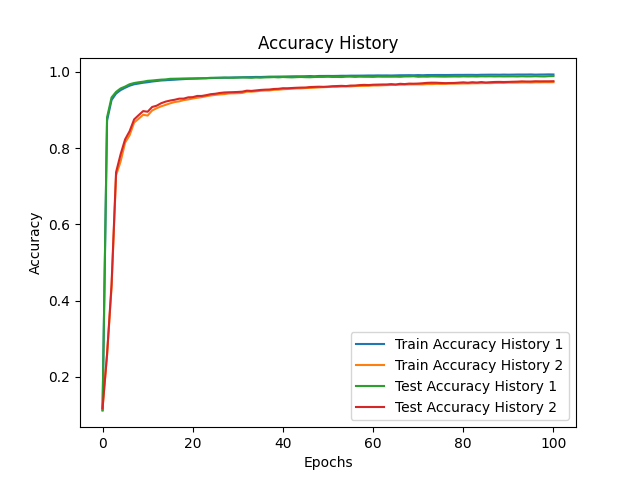 Accuracy History
1.0
0.8
0.6
0.4
0.2
Accuracy
Train Accuracy History 1
Train Accuracy History 2
Test Accuracy History 1
Test Accuracy History 2
0 20 40 60 80 100
Epochs